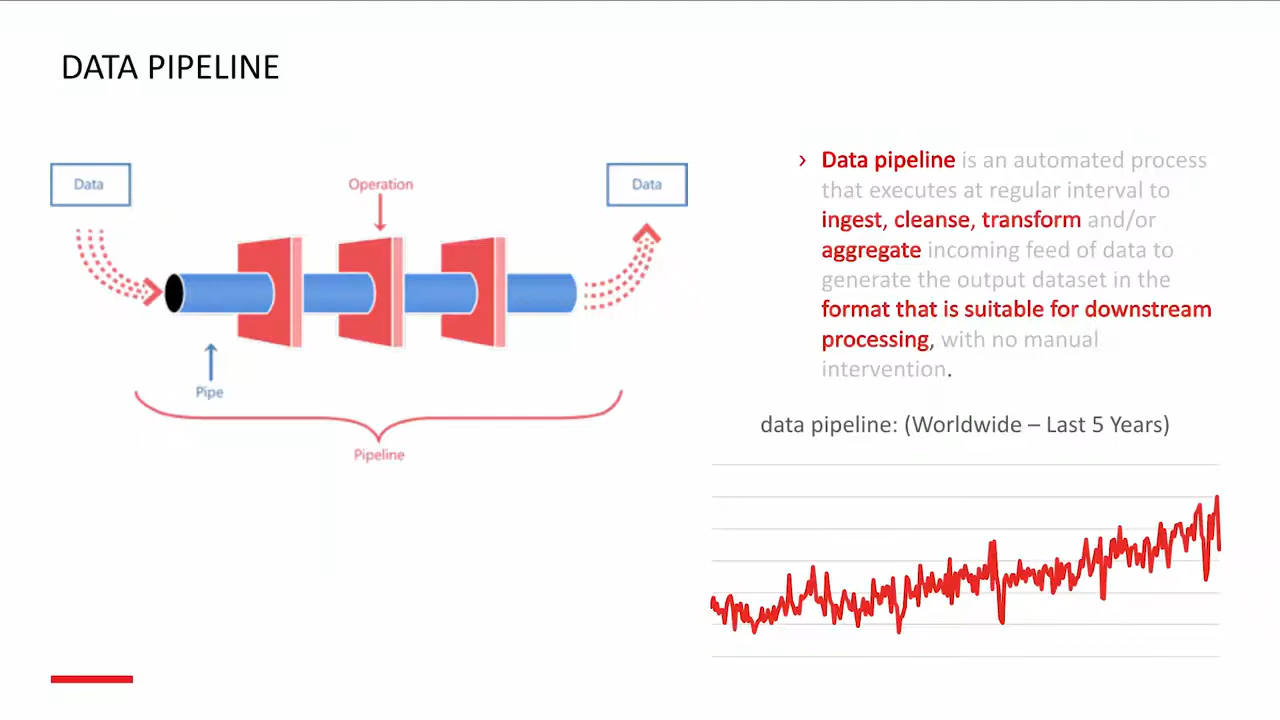 DATA PIPELINE
Data
Operation
Data
Pipe
Pipeline
› Data pipeline is an automated process
that executes at regular interval to
ingest, cleanse, transform and/or
aggregate incoming feed of data to
generate the output dataset in the
format that is suitable for downstream
processing, with no manual
intervention.
data pipeline: (Worldwide – Last 5 Years)